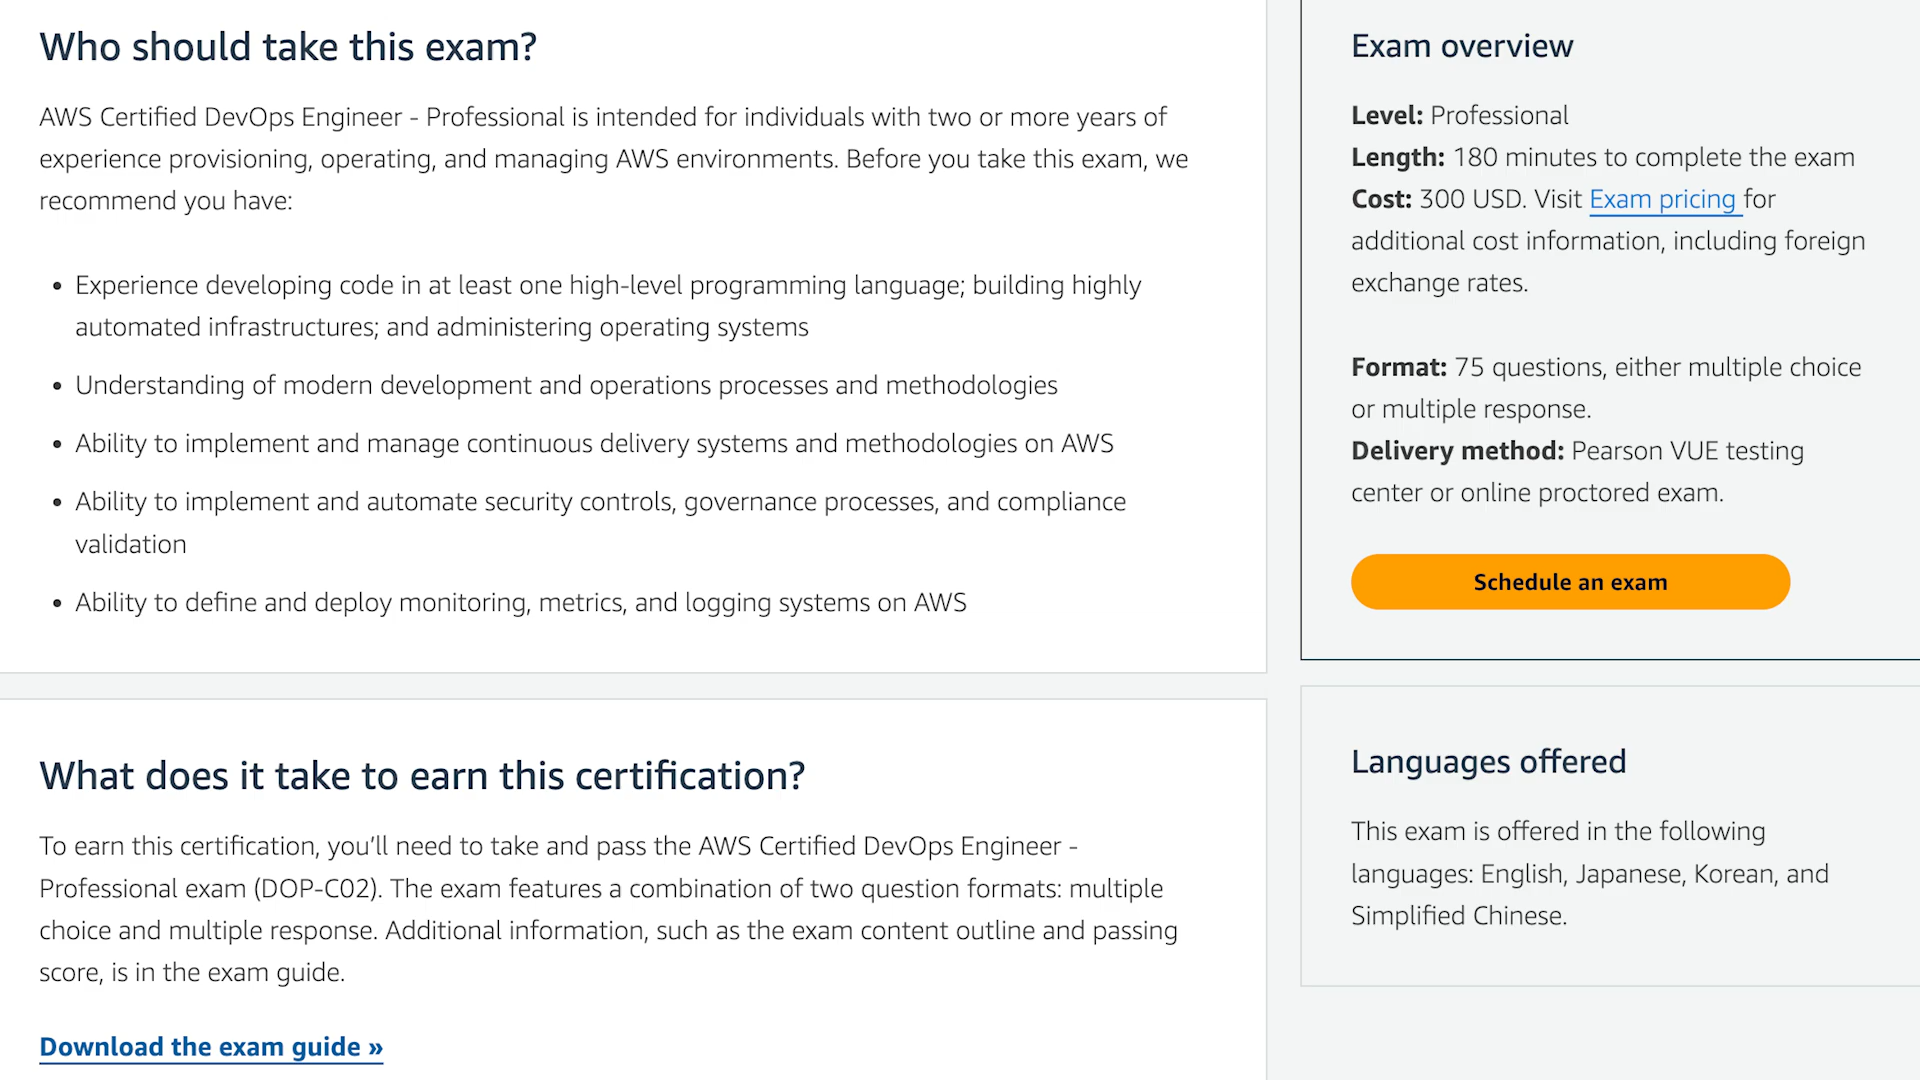 Who should take this exam?
AWS Certified DevOps Engineer - Professional is intended for individuals with two or more years of
experience provisioning, operating, and managing AWS environments. Before you take this exam, we
recommend you have:
• Experience developing code in at least one high-level programming language; building highly
automated infrastructures; and administering operating systems
• Understanding of modern development and operations processes and methodologies
• Ability to implement and manage continuous delivery systems and methodologies on AWS
• Ability to implement and automate security controls, governance processes, and compliance
validation
• Ability to define and deploy monitoring, metrics, and logging systems on AWS
What does it take to earn this certification?
To earn this certification, you’ll need to take and pass the AWS Certified DevOps Engineer -
Professional exam (DOP-C02). The exam features a combination of two question formats: multiple
choice and multiple response. Additional information, such as the exam content outline and passing
score, is in the exam guide.
Download the exam guide »
Exam overview
Level: Professional
Length: 180 minutes to complete the exam
Cost: 300 USD. Visit Exam pricing for
additional cost information, including foreign
exchange rates.
Format: 75 questions, either multiple choice
or multiple response.
Delivery method: Pearson VUE testing
center or online proctored exam.
Schedule an exam
Languages offered
This exam is offered in the following
languages: English, Japanese, Korean, and
Simplified Chinese.